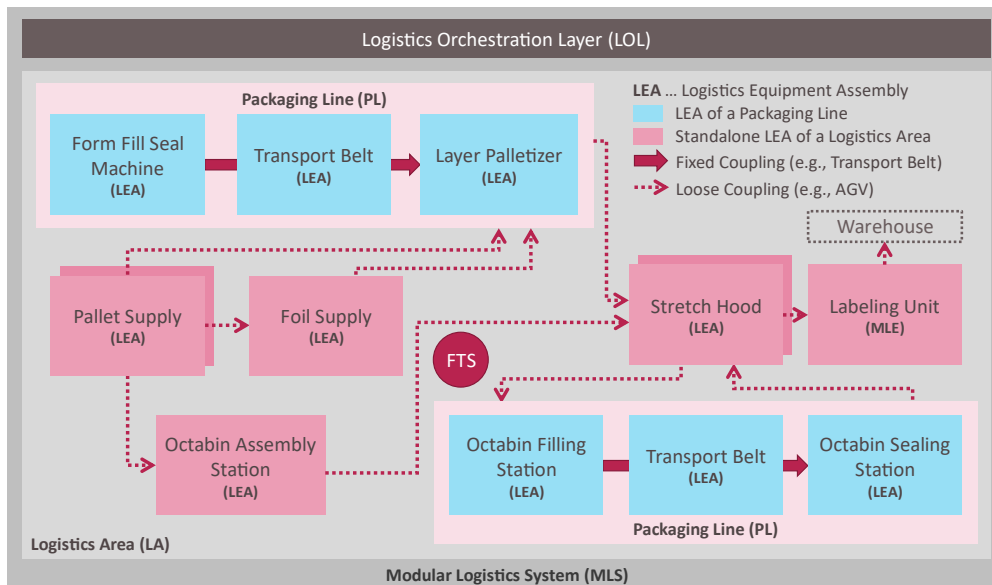 Logistics Orchestration Layer (LOL)
Packaging Line (PL)
Form Fill Seal
Machine
(LEA)
Transport Belt
(LEA)
Layer Palletizer
(LEA)
LEA ... Logistics Equipment Assembly
LEA of a Packaging Line
Standalone LEA of a Logistics Area
Fixed Coupling (e.g., Transport Belt)
Loose Coupling (e.g., AGV)
Warehouse
Pallet Supply
(LEA)
Foil Supply
(LEA)
Stretch Hood
(LEA)
Labeling Unit
(MLE)
FTS
Octabin Assembly
Station
(LEA)
Octabin Filling
Station
(LEA)
Transport Belt
(LEA)
Octabin Sealing
Station
(LEA)
Packaging Line (PL)
Logistics Area (LA)
Modular Logistics System (MLS)